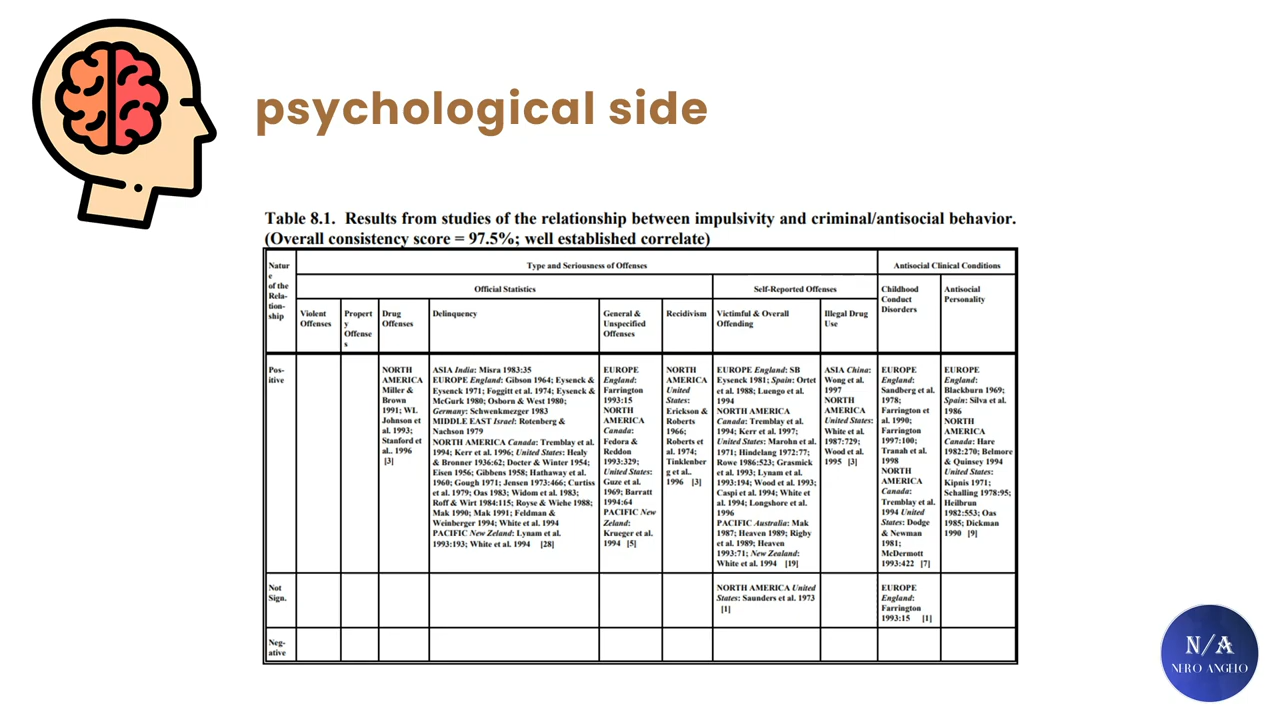 psychological side
Table 8.1. Results from studies of the relationship between impulsivity and criminal/antisocial behavior.
(Overall consistency score = 97.5%; well established correlate)
Natur
e
of the
Rela-
tion-
ship
Type and Seriousness of Offenses
Antisocial Clinical Conditions
Official Statistics
Self-Reported Offenses
Childhood
Conduct
Disorders
Antisocial
Personality
Violent
Offenses
Propert
y
Offense
s
Drug
Offenses
Delinquency
General &
Unspecified
Offenses
Recidivism
Victimful & Overall
Offending
Illegal Drug
Use
Pos-
itive
NORTH
AMERICA
Miller &
Brown
1991; WL
Johnson et
al. 1993;
Stanford et
al.. 1996
[3]
ASIA India: Misra 1983:35
EUROPE England: Gibson 1964; Eysenck &
Eysenck 1971; Foggitt et al. 1974; Eysenck &
McGurk 1980; Osborn & West 1980;
Germany: Schwenkmezger 1983
MIDDLE EAST Israel: Rotenberg &
Nachson 1979
NORTH AMERICA Canada: Tremblay et al.
1994; Kerr et al. 1996; United States: Healy
& Bronner 1936:62; Docter & Winter 1954;
Eisen 1956; Gibbens 1958; Hathaway et al.
1960; Gough 1971; Jensen 1973:466; Curtiss
et al. 1979; Oas 1983; Widom et al. 1983;
Roff & Wirt 1984:115; Royse & Wiehe 1988;
Mak 1990; Mak 1991; Feldman &
Weinberger 1994; White et al. 1994
PACIFIC New Zeland: Lynam et al.
1993:193; White et al. 1994 [28]
EUROPE
England:
Farrington
1993:15
NORTH
AMERICA
Canada:
Fedora &
Reddon
1993:329;
United States:
Guze et al.
1969; Barratt
1994:64
PACIFIC New
Zeland:
Krueger et al.
1994 [5]
NORTH
AMERICA
United
States:
Erickson &
Roberts
1966;
Roberts et
al. 1974;
Tinklenber
g et al..
1996 [3]
EUROPE England: SB
Eysenck 1981; Spain: Ortet
et al. 1988; Luengo et al.
1994
NORTH AMERICA
Canada: Tremblay et al.
1994; Kerr et al. 1997;
United States: Marohn et al.
1971; Hindelang 1972:77;
Rowe 1986:523; Grasmick
et al. 1993; Lynam et al.
1993:194; Wood et al. 1993;
Caspi et al. 1994; White et
al. 1994; Longshore et al.
1996
PACIFIC Australia: Mak
1987; Heaven 1989; Rigby
et al. 1989; Heaven
1993:71; New Zealand:
White et al. 1994 [19]
ASIA China:
Wong et al.
1997
NORTH
AMERICA
United States:
White et al.
1987:729;
Wood et al.
1995 [3]
EUROPE
England:
Sandberg et al.
1978;
Farrington et
al. 1990;
Farrington
1997:100;
Tranah et al.
1998
NORTH
AMERICA
Canada:
Tremblay et al.
1994 United
States: Dodge
& Newman
1981;
McDermott
1993:422 [7]
EUROPE
England:
Blackburn 1969;
Spain: Silva et al.
1986
NORTH
AMERICA
Canada: Hare
1982:270; Belmore
& Quinsey 1994
United States:
Kipnis 1971;
Schalling 1978:95;
Heilbrun
1982:553; Oas
1985; Dickman
1990 [9]
Not
Sign.
NORTH AMERICA United
States: Saunders et al. 1973
[1]
EUROPE
England:
Farrington
1993:15 [1]
Neg-
ative
N/A
NERO ANGELO